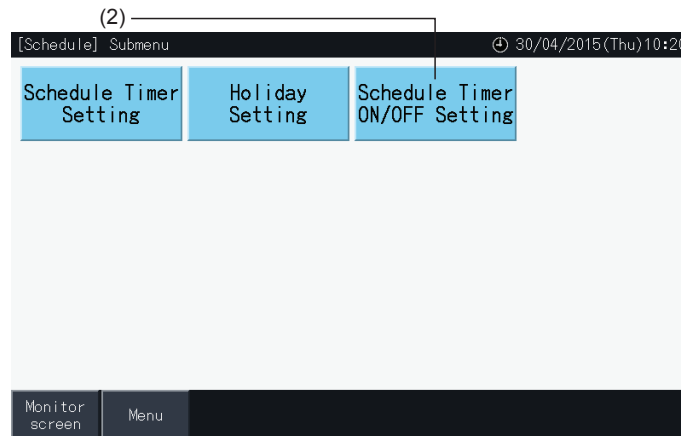 (2)
[Schedule] Submenu 30/04/2015(Thu)10:20
Schedule Timer
Setting
Holiday
Setting
Schedule Timer
ON/OFF Setting
Monitor
screen
Menu